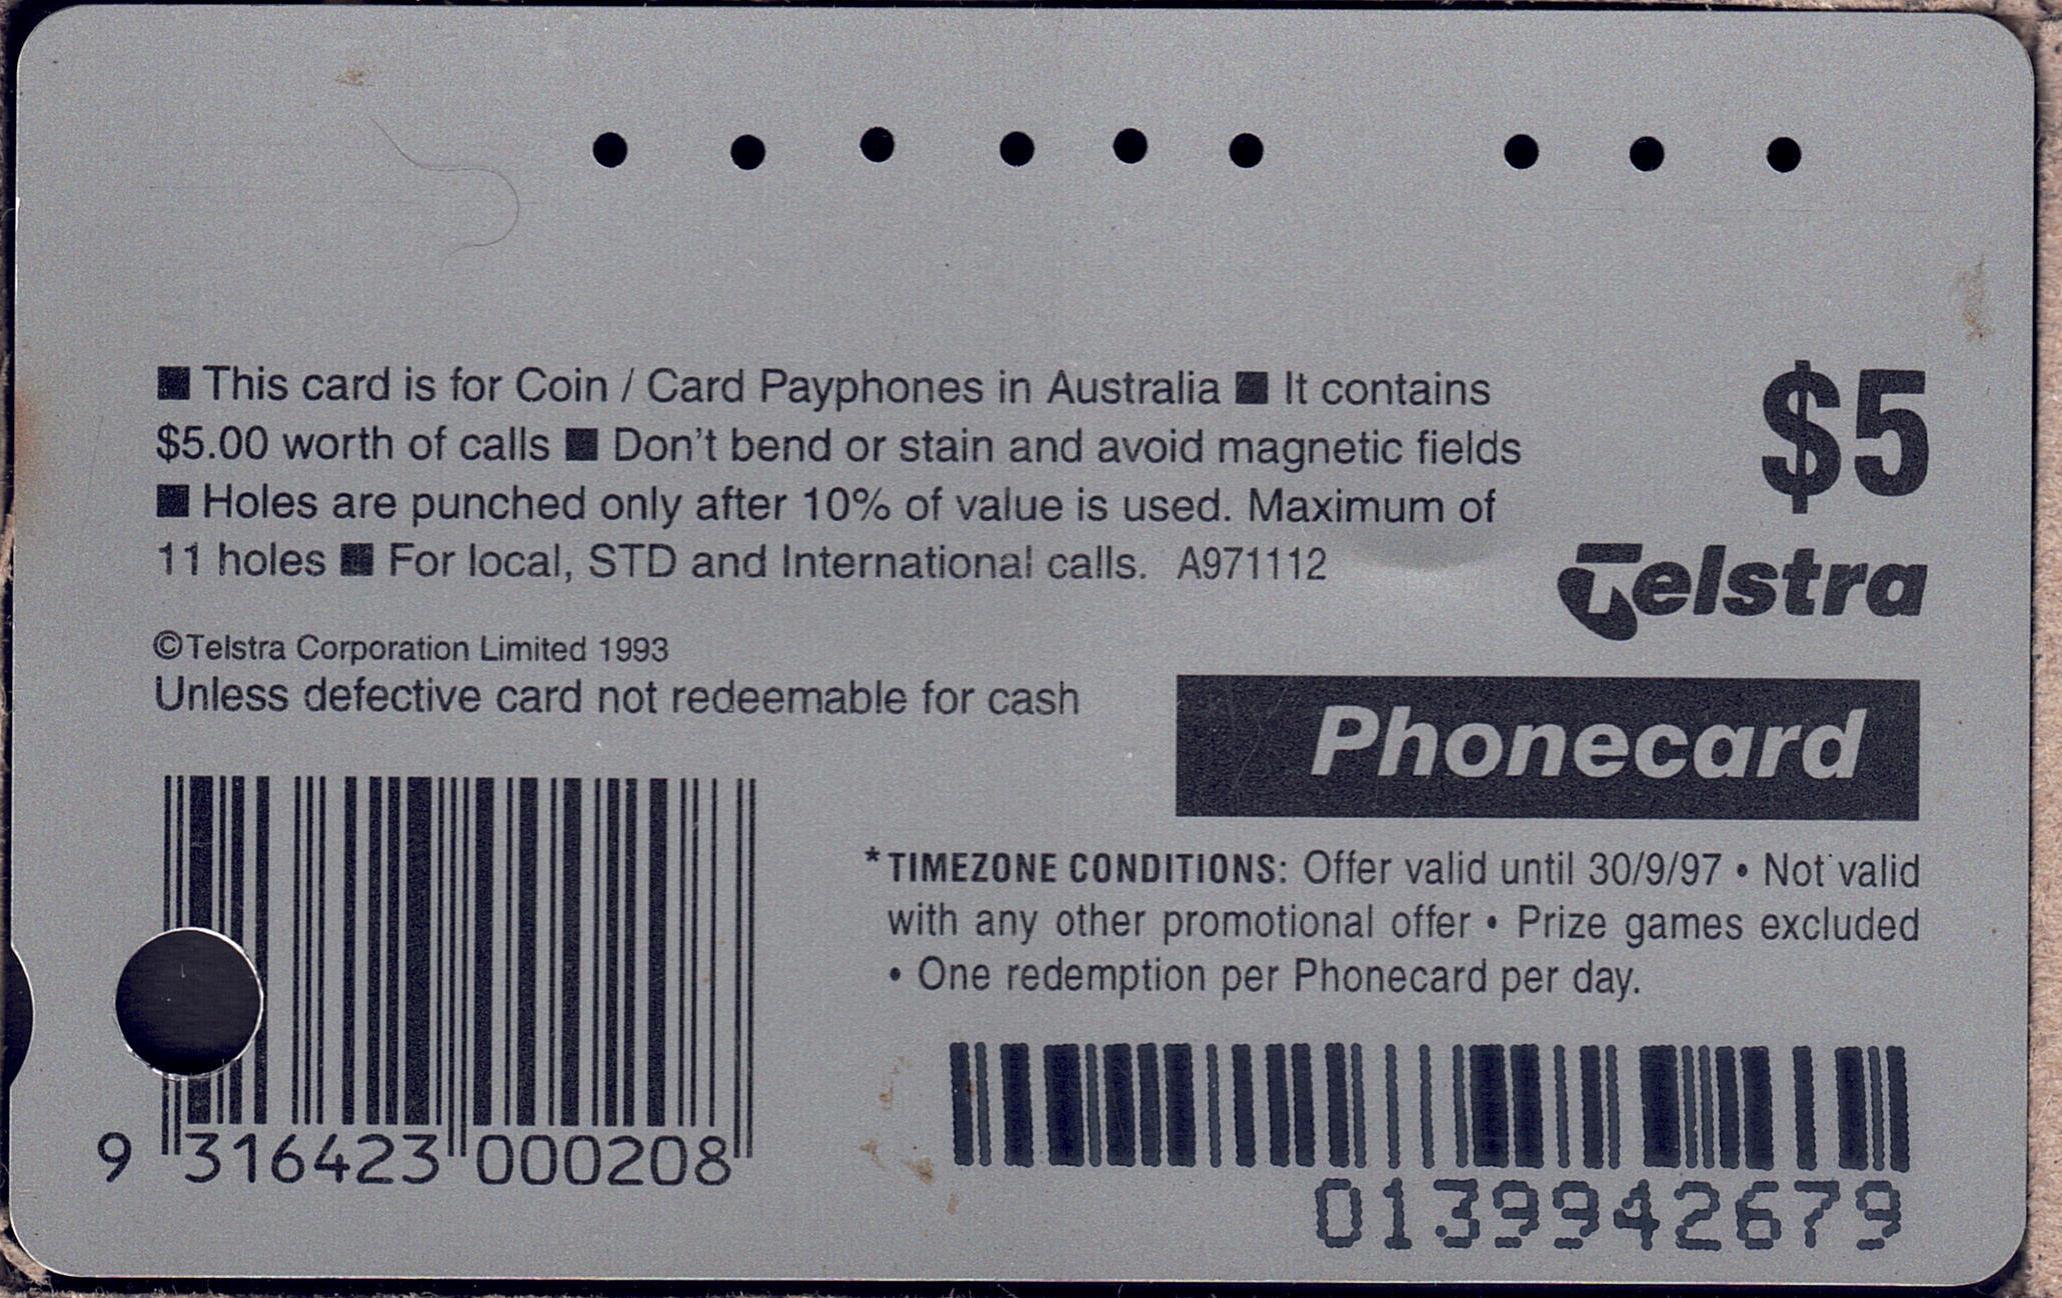 ■ This card is for Coin / Card Payphones in Australia ■ It contains
$5.00 worth of calls ■ Don't bend or stain and avoid magnetic fields
■ Holes are punched only after 10% of value is used. Maximum of
11 holes ■ For local, STD and International calls. A971112
$5
Telstra
©Telstra Corporation Limited 1993
Unless defective card not redeemable for cash
Phonecard
*TIMEZONE CONDITIONS: Offer valid until 30/9/97 • Not valid
with any other promotional offer • Prize games excluded
• One redemption per Phonecard per day.
9 316423 000208
0139942679